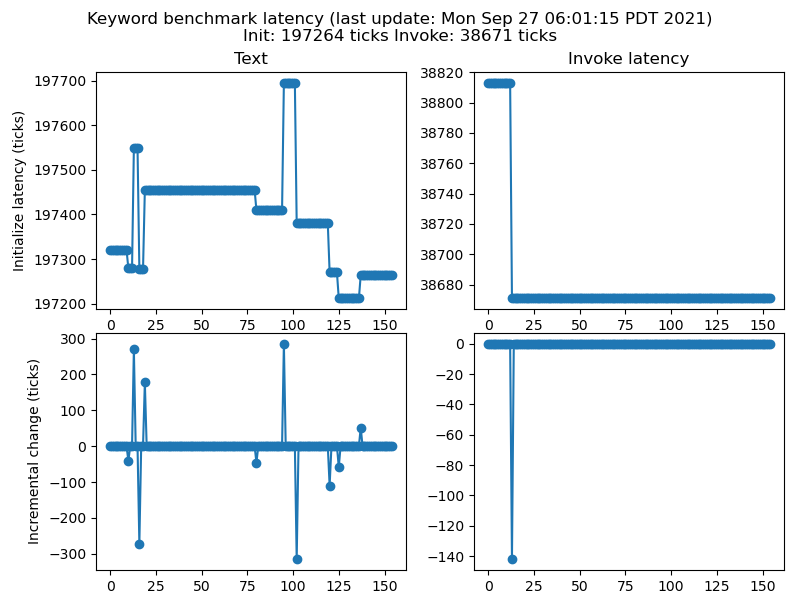 Keyword benchmark latency (last update: Mon Sep 27 06:01:15 PDT 2021)
Init: 197264 ticks Invoke: 38671 ticks
Text
Initialize latency (ticks)
197700
197600
197500
197400
197300
197200
0 25 50 75 100 125 150
Invoke latency
38820
38800
38780
38760
38740
38720
38700
38680
0 25 50 75 100 125 150
Incremental change (ticks)
300
200
100
0
−100
−200
−300
0 25 50 75 100 125 150
0
−20
−40
−60
−80
−100
−120
−140
0 25 50 75 100 125 150